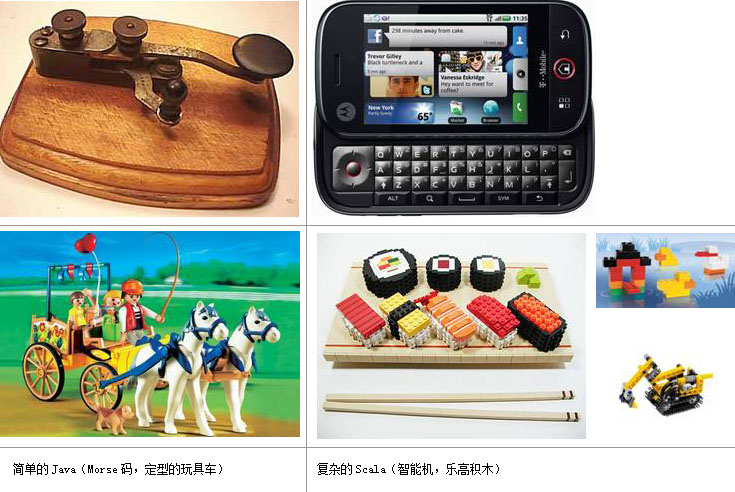 11:35
298 minutes away from cake.
Trevor Gilley
Black turtleneck and a
Vanessa Eskridge
Hey want to meet for
coffee?
New York
Partly Sunny
65°
Market
Browser
T··Mobile
Q W E R T Y U I O P
A S D F G H J K L
Z X C V B N M
ALT
SYM
简单的Java（Morse码，定型的玩具车）
复杂的Scala（智能机，乐高积木）